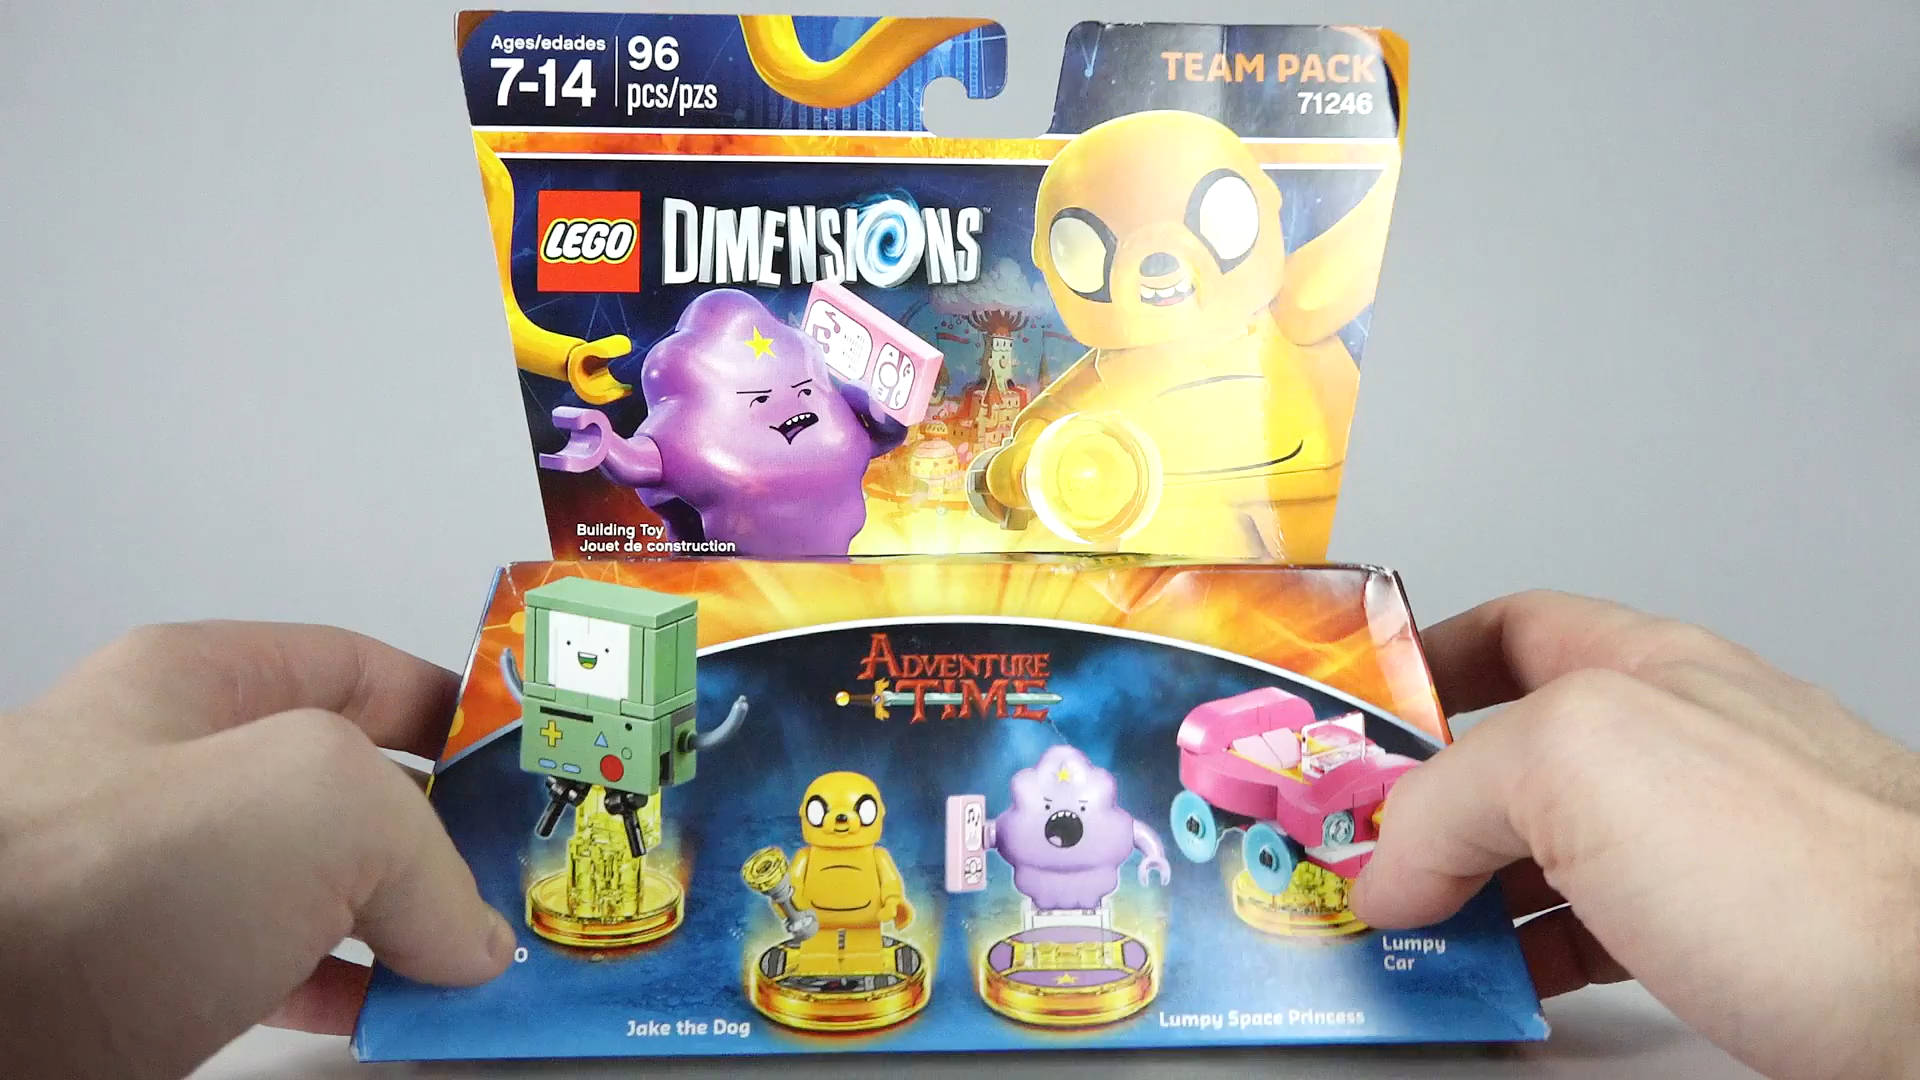 Ages/edades
7-14
96
pcs/pzs
TEAM PACK
71246
LEGO
DIMENSIONS™
Building Toy
Jouet de construction
ADVENTURE
TIME
O
Jake the Dog
Lumpy Space Princess
Lumpy
Car